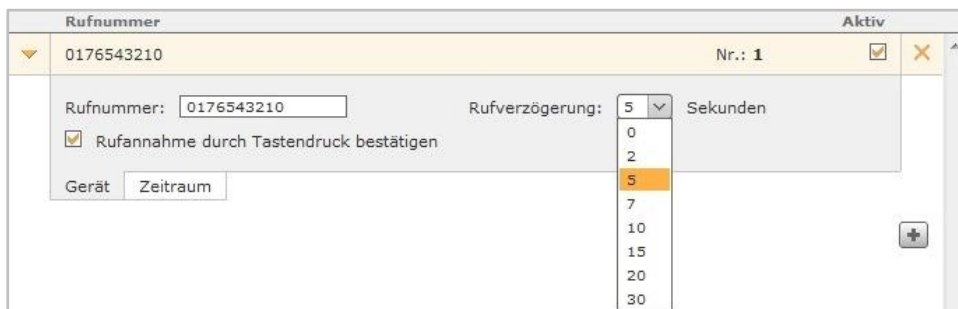 Rufnummer Aktiv
0176543210 Nr.: 1
Rufnummer: 0176543210 Rufverzögerung: 5 Sekunden
Rufannahme durch Tastendruck bestätigen
0
2
5
7
10
15
20
30
Gerät Zeitraum